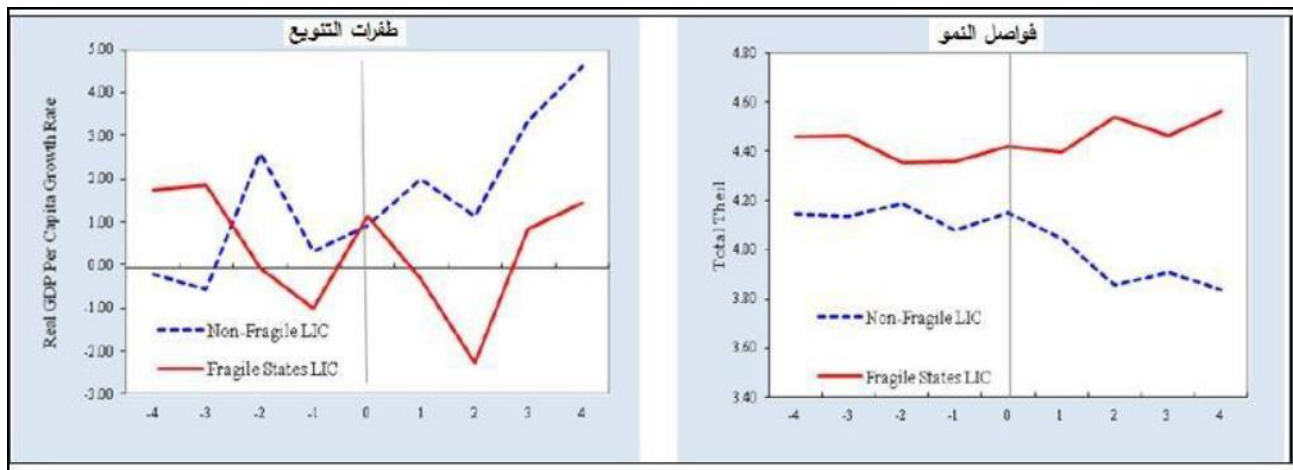 طفرات التنويع
Real GDP Per Capita Growth Rate
5.00
4.00
3.00
2.00
1.00
0.00
-1.00
-2.00
-3.00
Non-Fragile LIC
Fragile States LIC
-4 -3 -2 -1 0 1 2 3 4
فواصل النمو
Total Theil
4.80
4.60
4.40
4.20
4.00
3.80
3.60
3.40
Non-Fragile LIC
Fragile States LIC
-4 -3 -2 -1 0 1 2 3 4